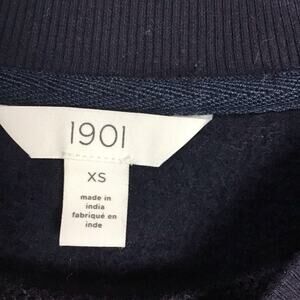 1901
XS
made in
india
fabriqué en
inde